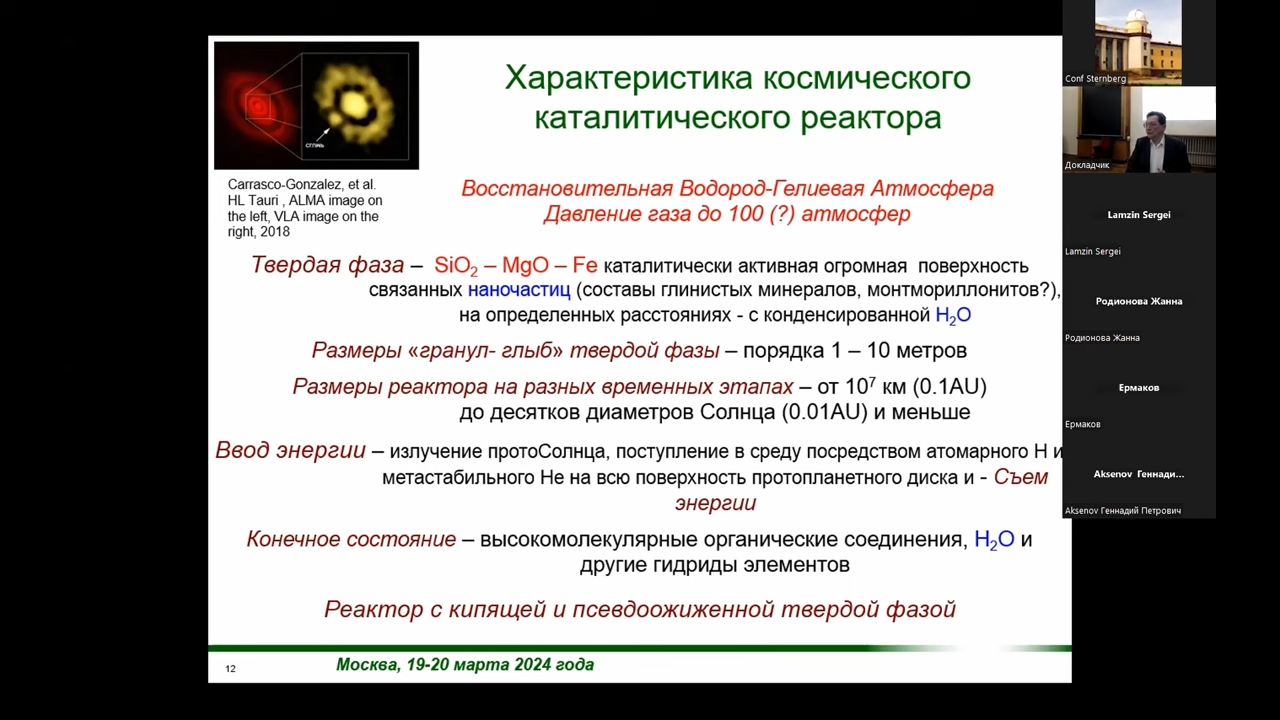 Характеристика космического
каталитического реактора
сгпнль
Carrasco-Gonzalez, et al.
HL Tauri , ALMA image on
the left, VLA image on the
right, 2018
Восстановительная Водород-Гелиевая Атмосфера
Давление газа до 100 (?) атмосфер
Твердая фаза – SiO₂ – MgO – Fe каталитически активная огромная поверхность
связанных наночастиц (составы глинистых минералов, монтмориллонитов?),
на определенных расстояниях - с конденсированной H₂O
Размеры «гранул- глыб» твердой фазы – порядка 1 – 10 метров
Размеры реактора на разных временных этапах – от 10⁷ км (0.1AU)
до десятков диаметров Солнца (0.01AU) и меньше
Ввод энергии – излучение протоСолнца, поступление в среду посредством атомарного Н и
метастабильного Не на всю поверхность протопланетного диска и - Съем
энергии
Конечное состояние – высокомолекулярные органические соединения, H₂O и
другие гидриды элементов
Реактор с кипящей и псевдоожиженной твердой фазой
12
Москва, 19-20 марта 2024 года
Conf Sternberg
Докладчик
Lamzin Sergei
Lamzin Sergei
Родионова Жанна
Родионова Жанна
Ермаков
Ермаков
Aksenov Геннади...
Aksenov Геннадий Петрович